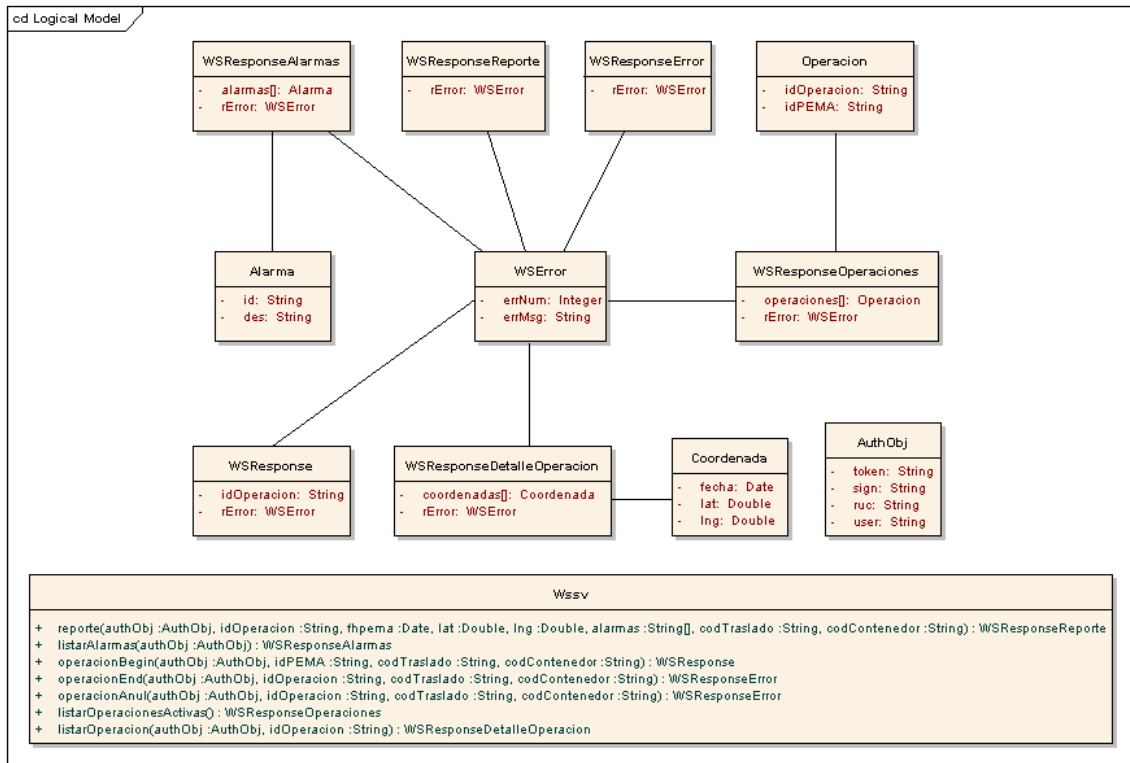 cd Logical Model
WSResponseAlarmas
- alarmas[]: Alarma
- rError: WSError
WSResponseReporte
- rError: WSError
WSResponseError
- rError: WSError
Operacion
- idOperacion: String
- idPEMA: String
Alarma
- id: String
- des: String
WSError
- errNum: Integer
- errMsg: String
WSResponseOperaciones
- operaciones[]: Operacion
- rError: WSError
WSResponse
- idOperacion: String
- rError: WSError
WSResponseDetalleOperacion
- coordenadas[]: Coordenada
- rError: WSError
Coordenada
- fecha: Date
- lat: Double
- lng: Double
AuthObj
- token: String
- sign: String
- ruc: String
- user: String
Wssv
+ reporte(authObj :AuthObj, idOperacion :String, fhpema :Date, lat :Double, lng :Double, alarmas :String[], codTraslado :String, codContenedor :String) : WSResponseReporte
+ listarAlarmas(authObj :AuthObj) : WSResponseAlarmas
+ operacionBegin(authObj :AuthObj, idPEMA :String, codTraslado :String, codContenedor :String) : WSResponse
+ operacionEnd(authObj :AuthObj, idOperacion :String, codTraslado :String, codContenedor :String) : WSResponseError
+ operacionAnul(authObj :AuthObj, idOperacion :String, codTraslado :String, codContenedor :String) : WSResponseError
+ listarOperacionesActivas() : WSResponseOperaciones
+ listarOperacion(authObj :AuthObj, idOperacion :String) : WSResponseDetalleOperacion